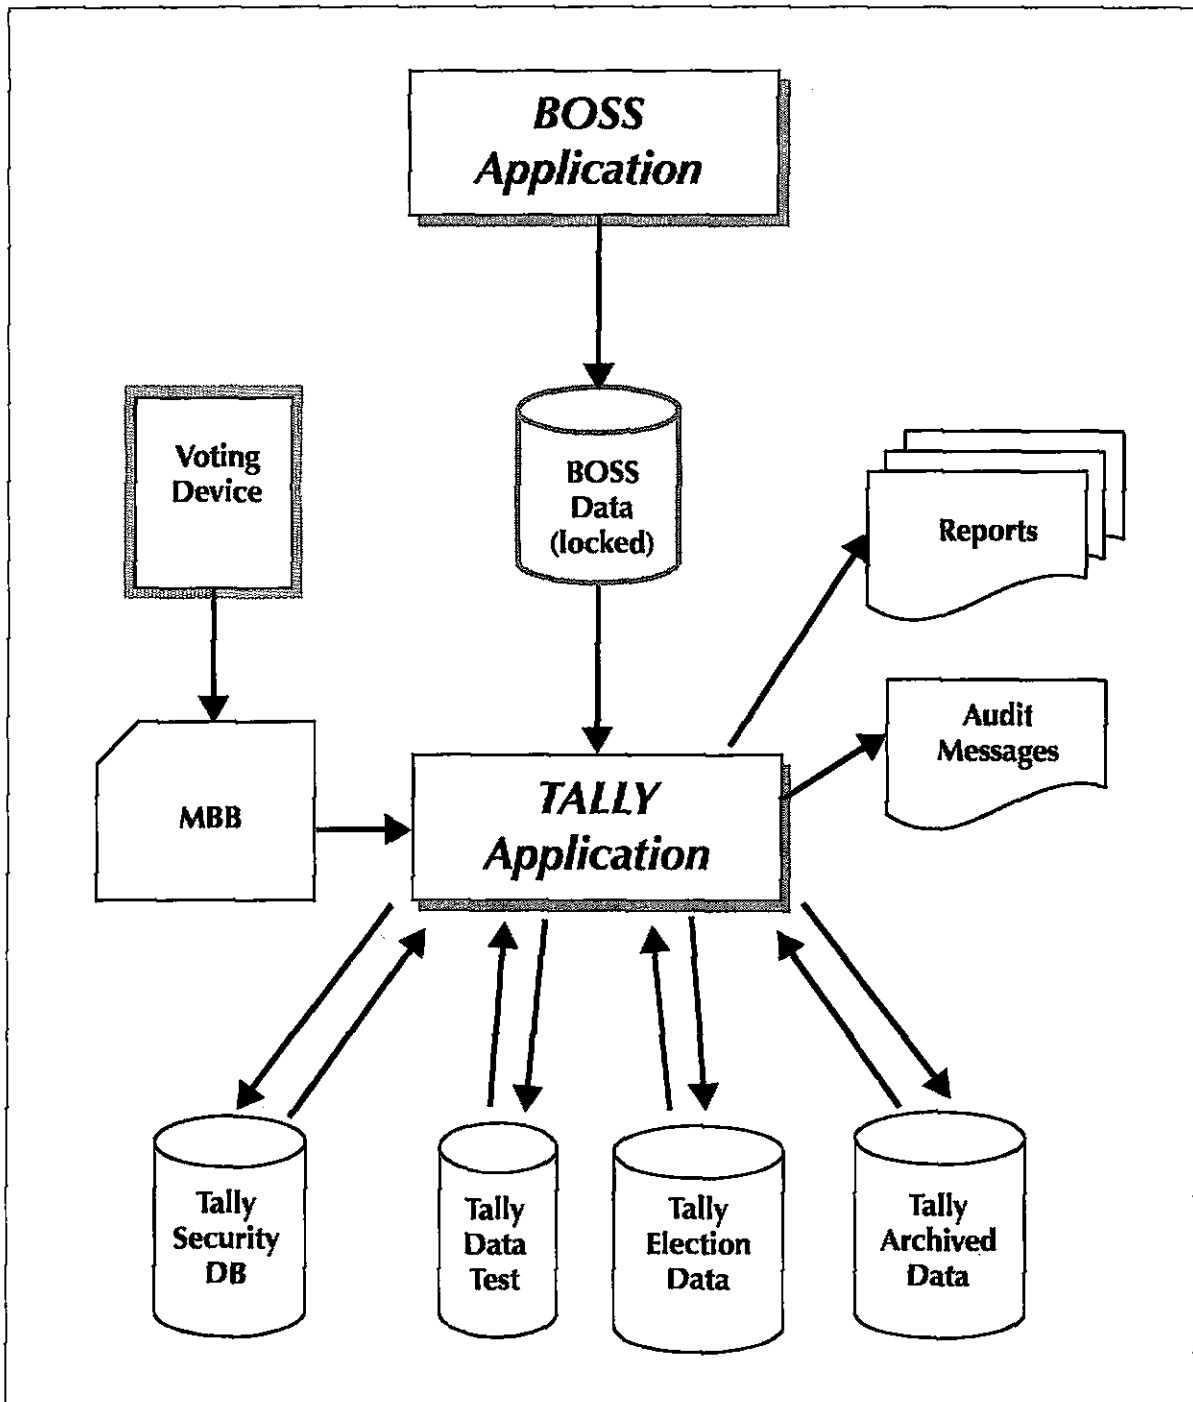 BOSS
Application
Voting
Device
BOSS
Data
(locked)
Reports
Audit
Messages
MBB
TALLY
Application
Tally
Security
DB
Tally
Data
Test
Tally
Election
Data
Tally
Archived
Data